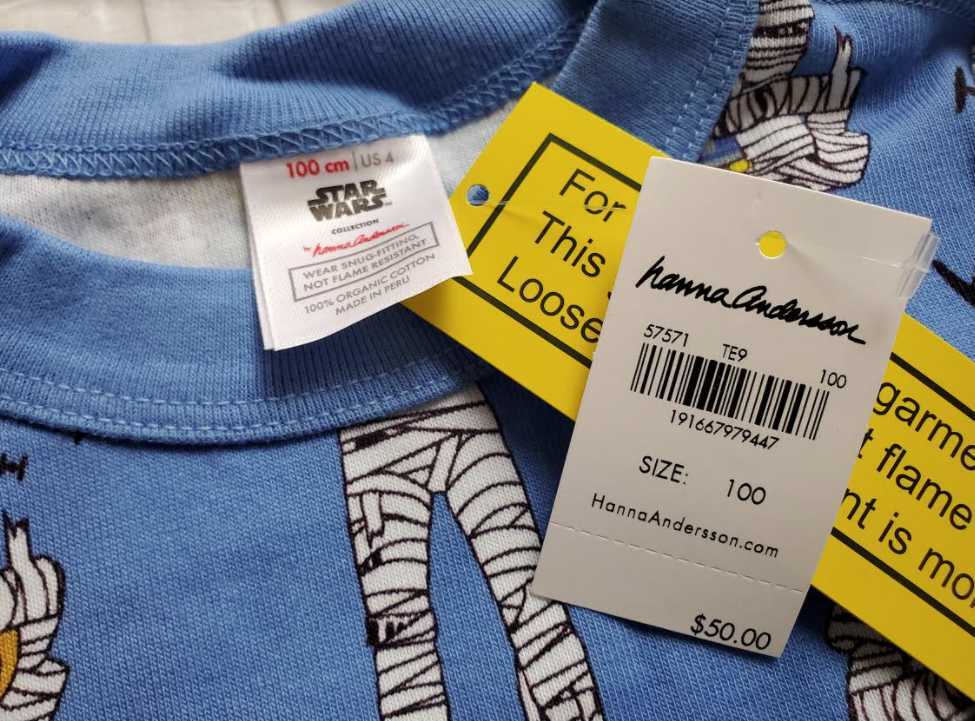 100 cm | US 4
STAR
WARS
COLLECTION
by hanna Andersson
WEAR SNUG-FITTING,
NOT FLAME RESISTANT
100% ORGANIC COTTON
MADE IN PERU
For
This
Loose
garme
flame
nt is mo
hanna Andersson
57571 TE9 100
191667979447
SIZE: 100
HannaAndersson.com
$50.00